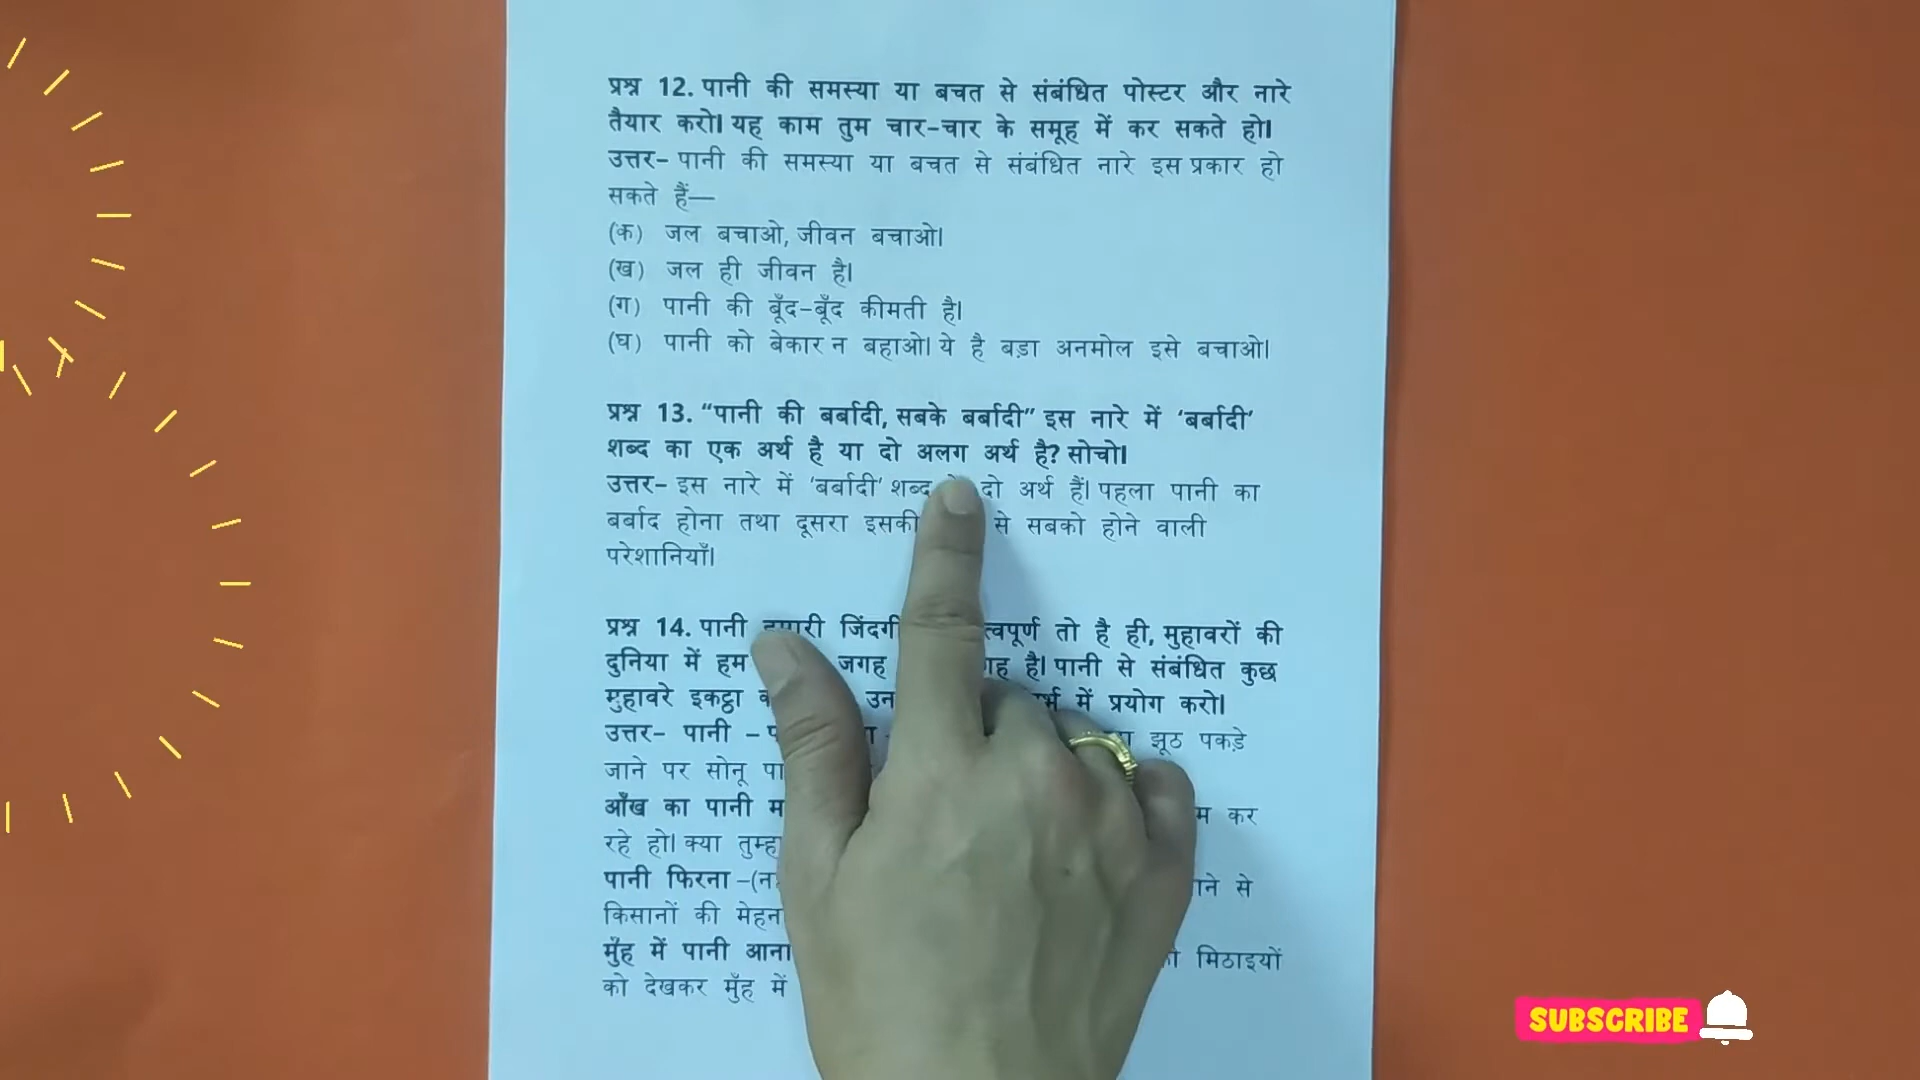 प्रश्न 12. पानी की समस्या या बचत से संबंधित पोस्टर और नारे
तैयार करो। यह काम तुम चार-चार के समूह में कर सकते हो।
उत्तर- पानी की समस्या या बचत से संबंधित नारे इस प्रकार हो
सकते हैं—
(क) जल बचाओ, जीवन बचाओ।
(ख) जल ही जीवन है।
(ग) पानी की बूँद-बूँद कीमती है।
(घ) पानी को बेकार न बहाओ। ये है बड़ा अनमोल इसे बचाओ।
प्रश्न 13. “पानी की बर्बादी, सबके बर्बादी” इस नारे में ‘बर्बादी’
शब्द का एक अर्थ है या दो अलग अर्थ है? सोचो।
उत्तर- इस नारे में ‘बर्बादी’ शब्द दो अर्थ हैं। पहला पानी का
बर्बाद होना तथा दूसरा इसकी से सबको होने वाली
परेशानियाँ।
प्रश्न 14. पानी जिंदगी तो है ही, मुहावरों की
दुनिया में हम जगह है। पानी से संबंधित कुछ
मुहावरे इकट्ठा उन में प्रयोग करो।
उत्तर- पानी – झूठ पकड़े
जाने पर सोनू
आँख का पानी कर
रहे हो। क्या
पानी फिरना – से
किसानों की
मुँह में पानी आना मिठाइयों
को देखकर मुँह में
SUBSCRIBE